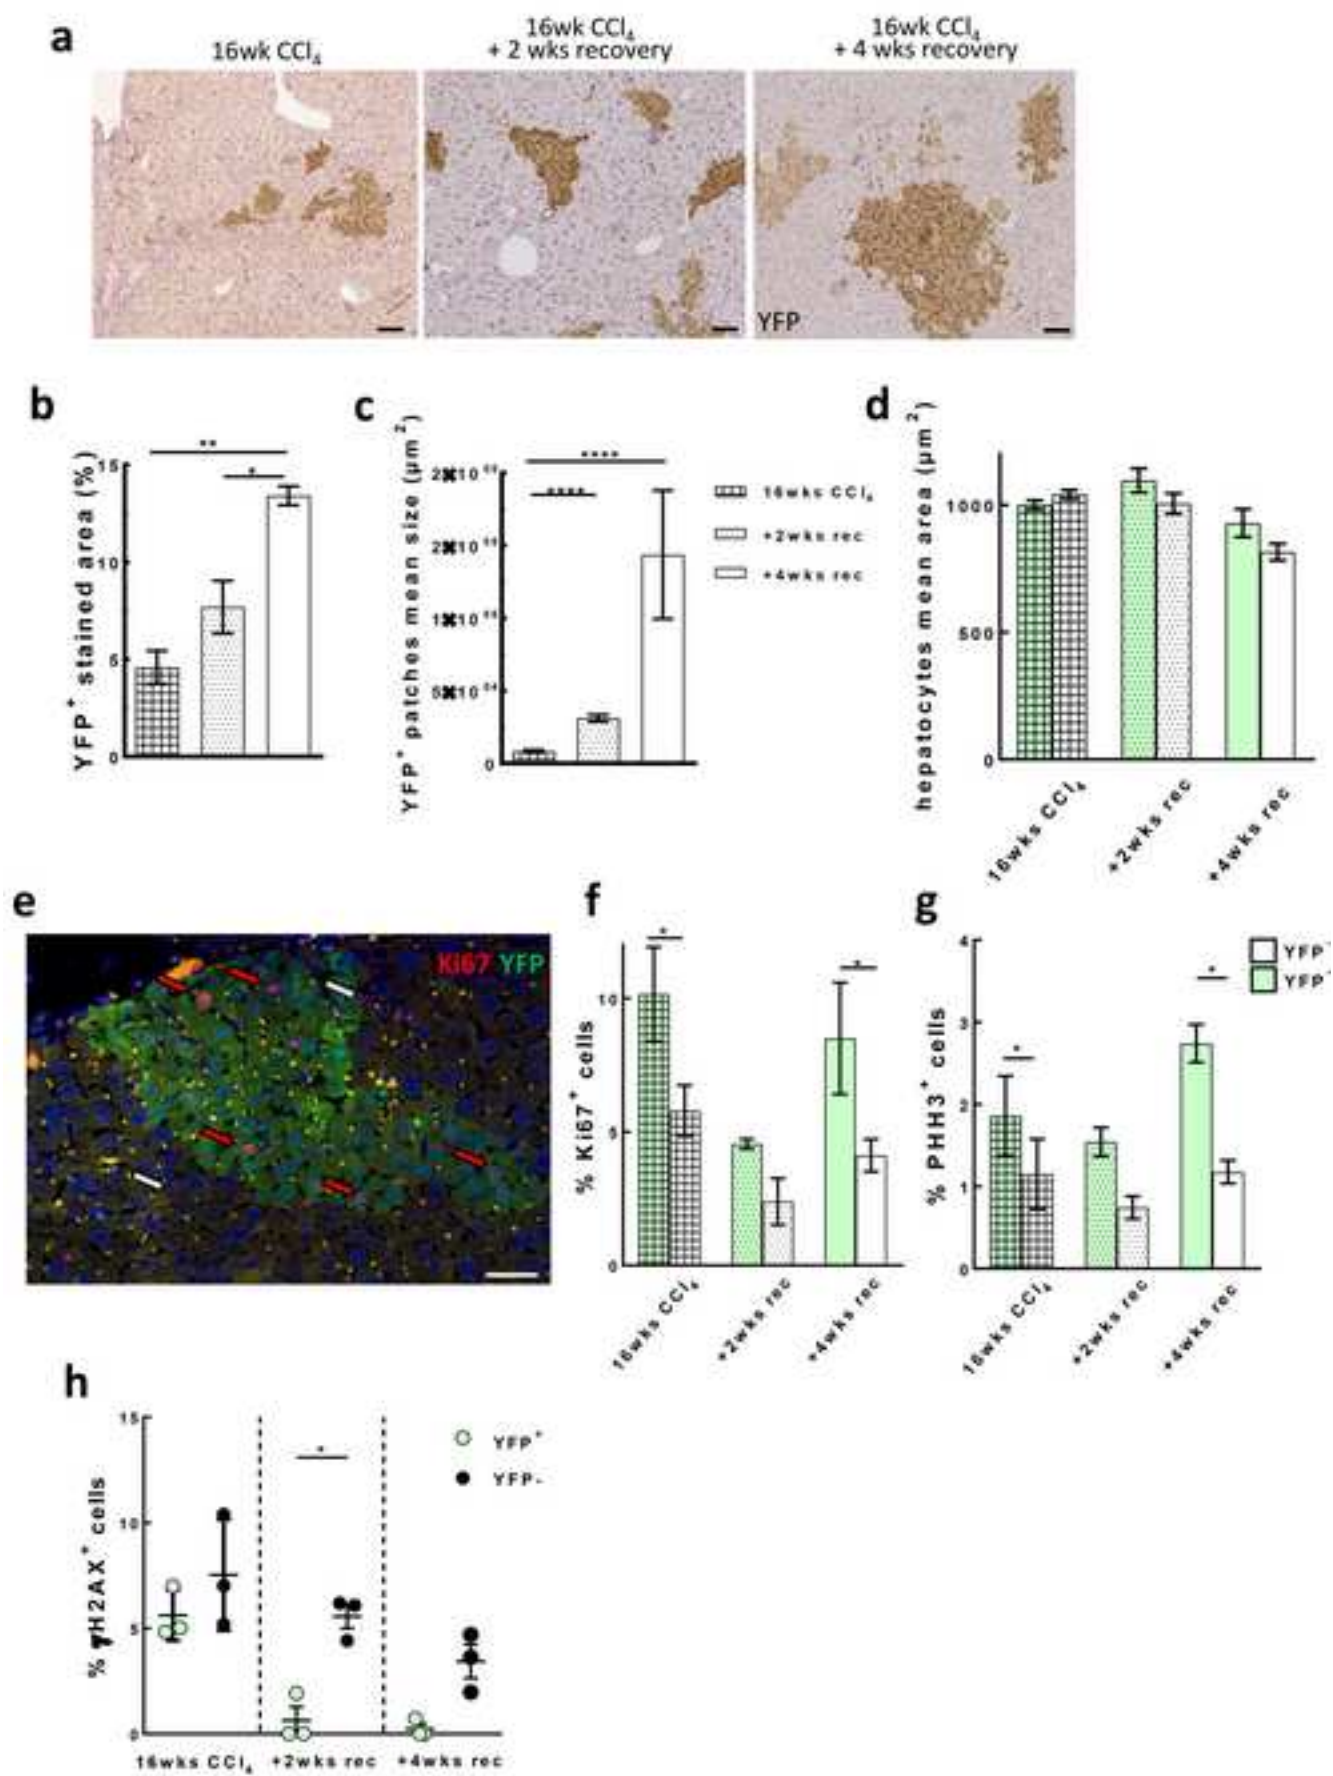 a
16wk CCl₄
16wk CCl₄
+ 2 wks recovery
16wk CCl₄
+ 4 wks recovery
YFP
b
YFP⁺ stained area (%)
15
10
5
0
**
*
c
YFP⁺ patches mean size (µm²)
0
****
****
16wks CCl₄
+2wks rec
+4wks rec
d
hepatocytes mean area (µm²)
1000
500
0
16wks CCl₄
+2wks rec
+4wks rec
e
Ki67 YFP
f
% Ki67⁺ cells
10
5
0
*
*
16wks CCl₄
+2wks rec
+4wks rec
g
% PHH3⁺ cells
4
3
2
1
0
*
*
YFP
YFP
16wks CCl₄
+2wks rec
+4wks rec
h
% γH2AX⁺ cells
15
10
5
0
*
YFP⁺
YFP-
16wks CCl₄
+2wks rec
+4wks rec